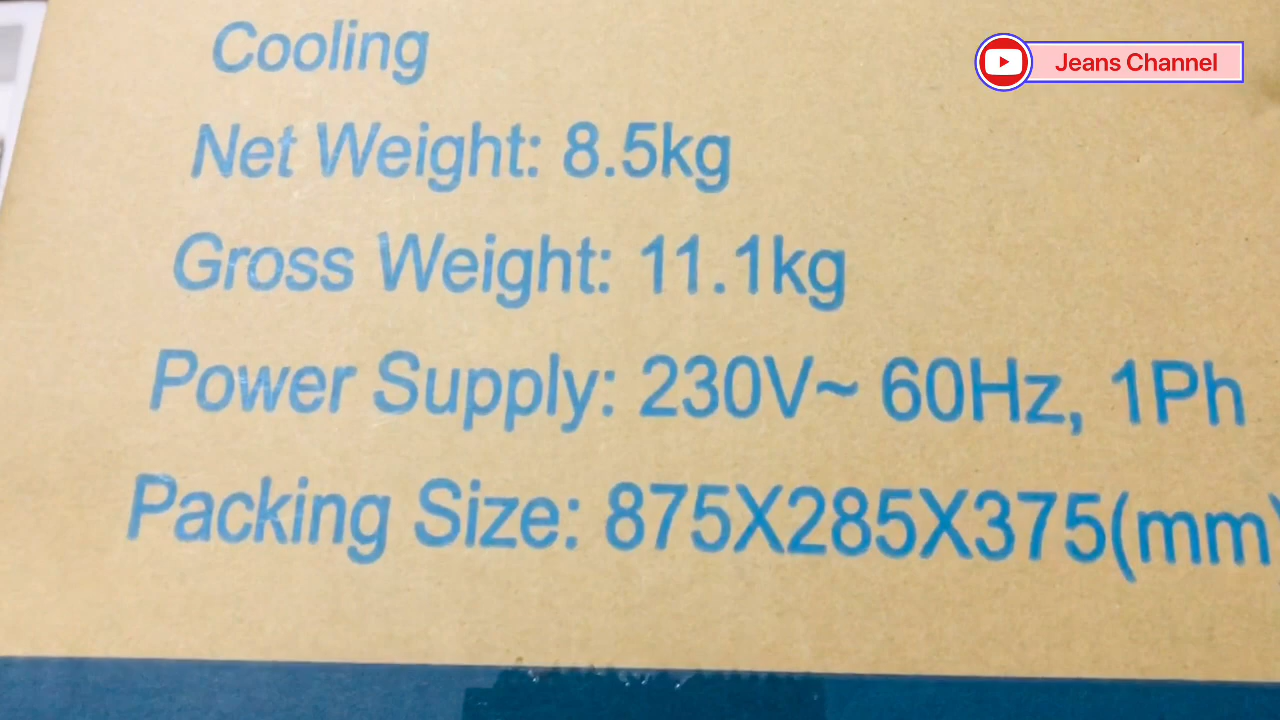 Cooling
Jeans Channel
Net Weight: 8.5kg
Gross Weight: 11.1kg
Power Supply: 230V~ 60Hz, 1Ph
Packing Size: 875X285X375(mm)